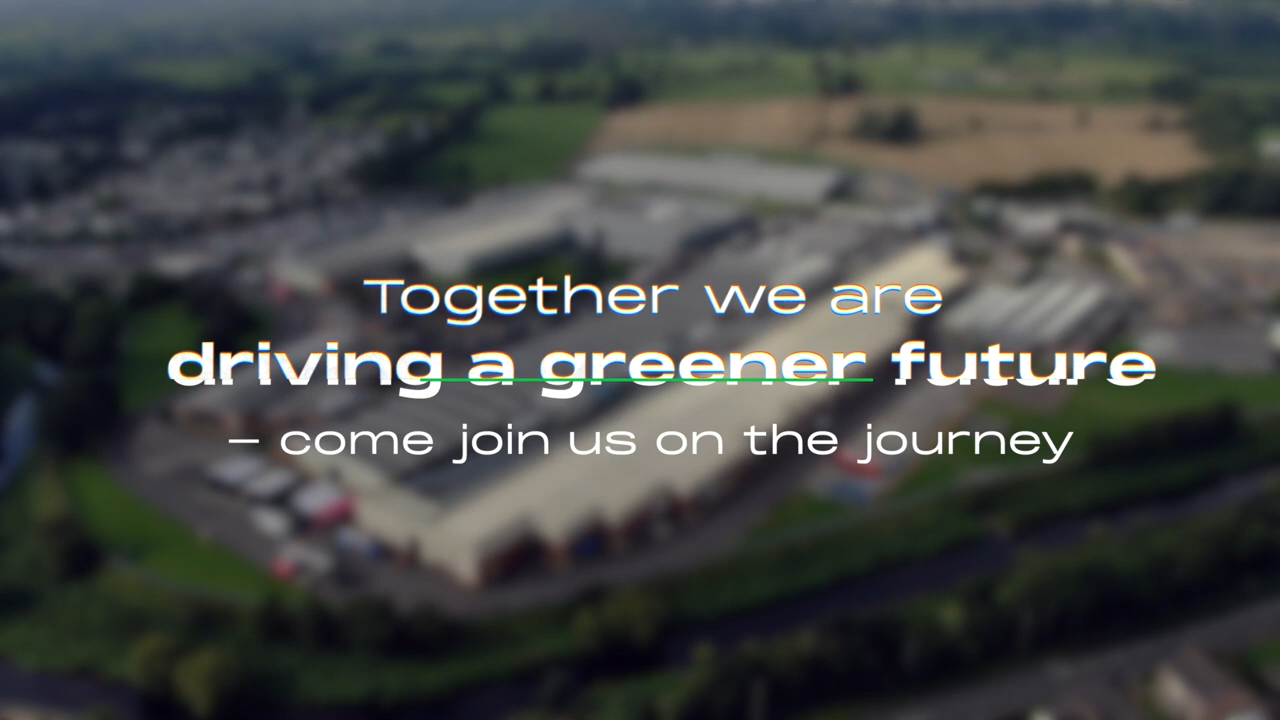 Together we are
driving a greener future
– come join us on the journey